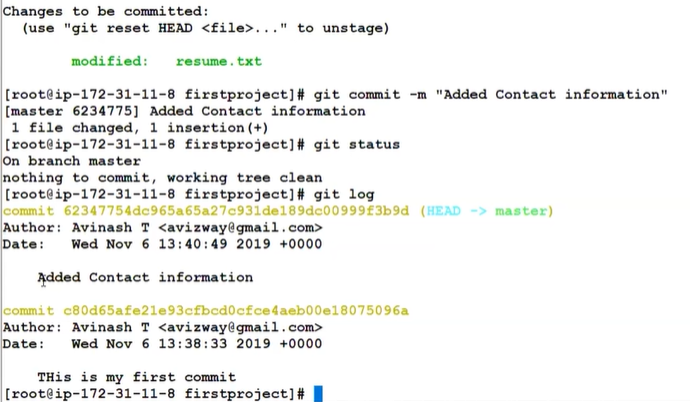 Changes to be committed:
(use "git reset HEAD <file>..." to unstage)
modified: resume.txt
[root@ip-172-31-11-8 firstproject]# git commit -m "Added Contact information"
[master 6234775] Added Contact information
1 file changed, 1 insertion(+)
[root@ip-172-31-11-8 firstproject]# git status
On branch master
nothing to commit, working tree clean
[root@ip-172-31-11-8 firstproject]# git log
commit 62347754dc965a65a27c931de189dc00999f3b9d (HEAD -> master)
Author: Avinash T <avizway@gmail.com>
Date: Wed Nov 6 13:40:49 2019 +0000
Added Contact information
commit c80d65afe21e93cfbcd0cfce4aeb00e18075096a
Author: Avinash T <avizway@gmail.com>
Date: Wed Nov 6 13:38:33 2019 +0000
THis is my first commit
[root@ip-172-31-11-8 firstproject]#